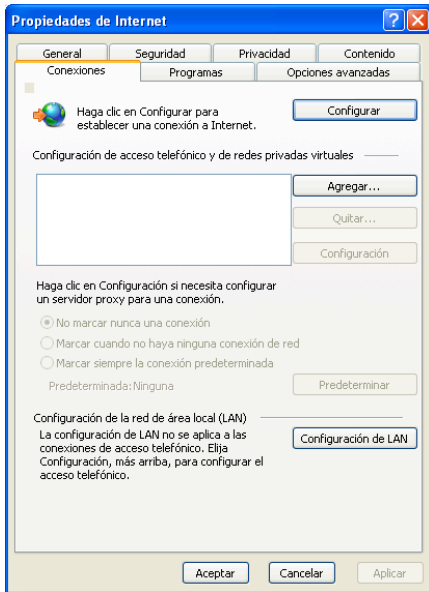 Propiedades de Internet
General
Seguridad
Privacidad
Contenido
Conexiones
Programas
Opciones avanzadas
Haga clic en Configurar para
establecer una conexión a Internet.
Configurar
Configuración de acceso telefónico y de redes privadas virtuales
Agregar...
Quitar...
Configuración
Haga clic en Configuración si necesita configurar
un servidor proxy para una conexión.
No marcar nunca una conexión
Marcar cuando no haya ninguna conexión de red
Marcar siempre la conexión predeterminada
Predeterminada: Ninguna
Predeterminar
Configuración de la red de área local (LAN)
La configuración de LAN no se aplica a las
conexiones de acceso telefónico. Elija
Configuración, más arriba, para configurar el
acceso telefónico.
Configuración de LAN
Aceptar
Cancelar
Aplicar